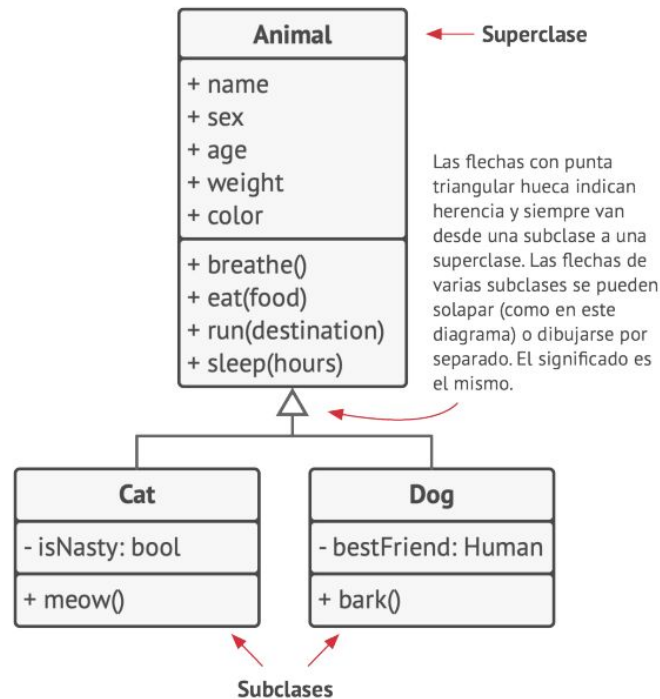 Animal
Superclase
+ name
+ sex
+ age
+ weight
+ color
+ breathe()
+ eat(food)
+ run(destination)
+ sleep(hours)
Las flechas con punta
triangular hueca indican
herencia y siempre van
desde una subclase a una
superclase. Las flechas de
varias subclases se pueden
solapar (como en este
diagrama) o dibujarse por
separado. El significado es
el mismo.
Cat
- isNasty: bool
+ meow()
Dog
- bestFriend: Human
+ bark()
Subclases